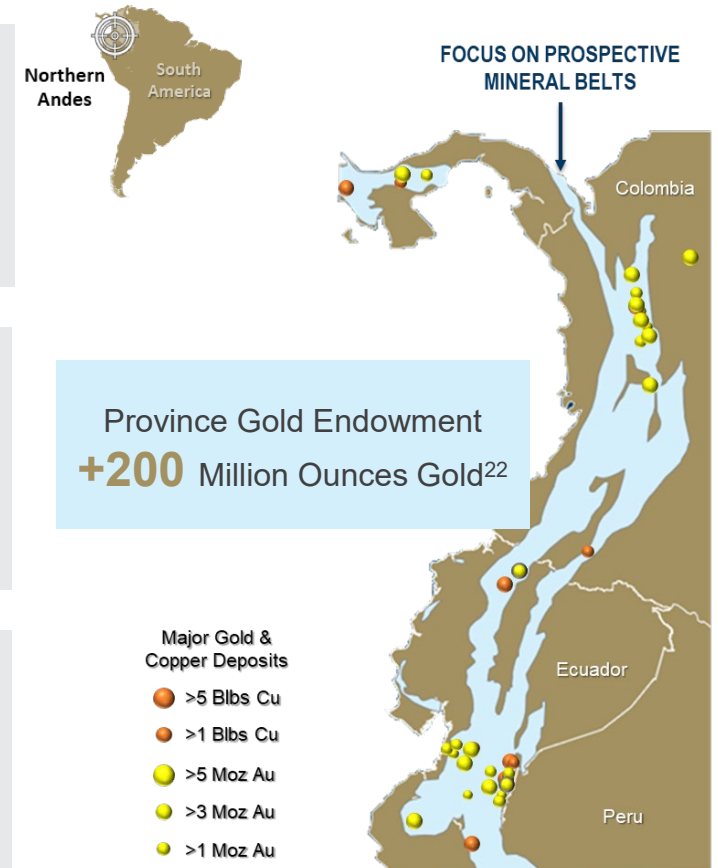 Northern
Andes
South
America
FOCUS ON PROSPECTIVE
MINERAL BELTS
Colombia
Province Gold Endowment
+200 Million Ounces Gold22
Major Gold &
Copper Deposits
>5 Blbs Cu
>1 Blbs Cu
>5 Moz Au
>3 Moz Au
>1 Moz Au
Ecuador
Peru